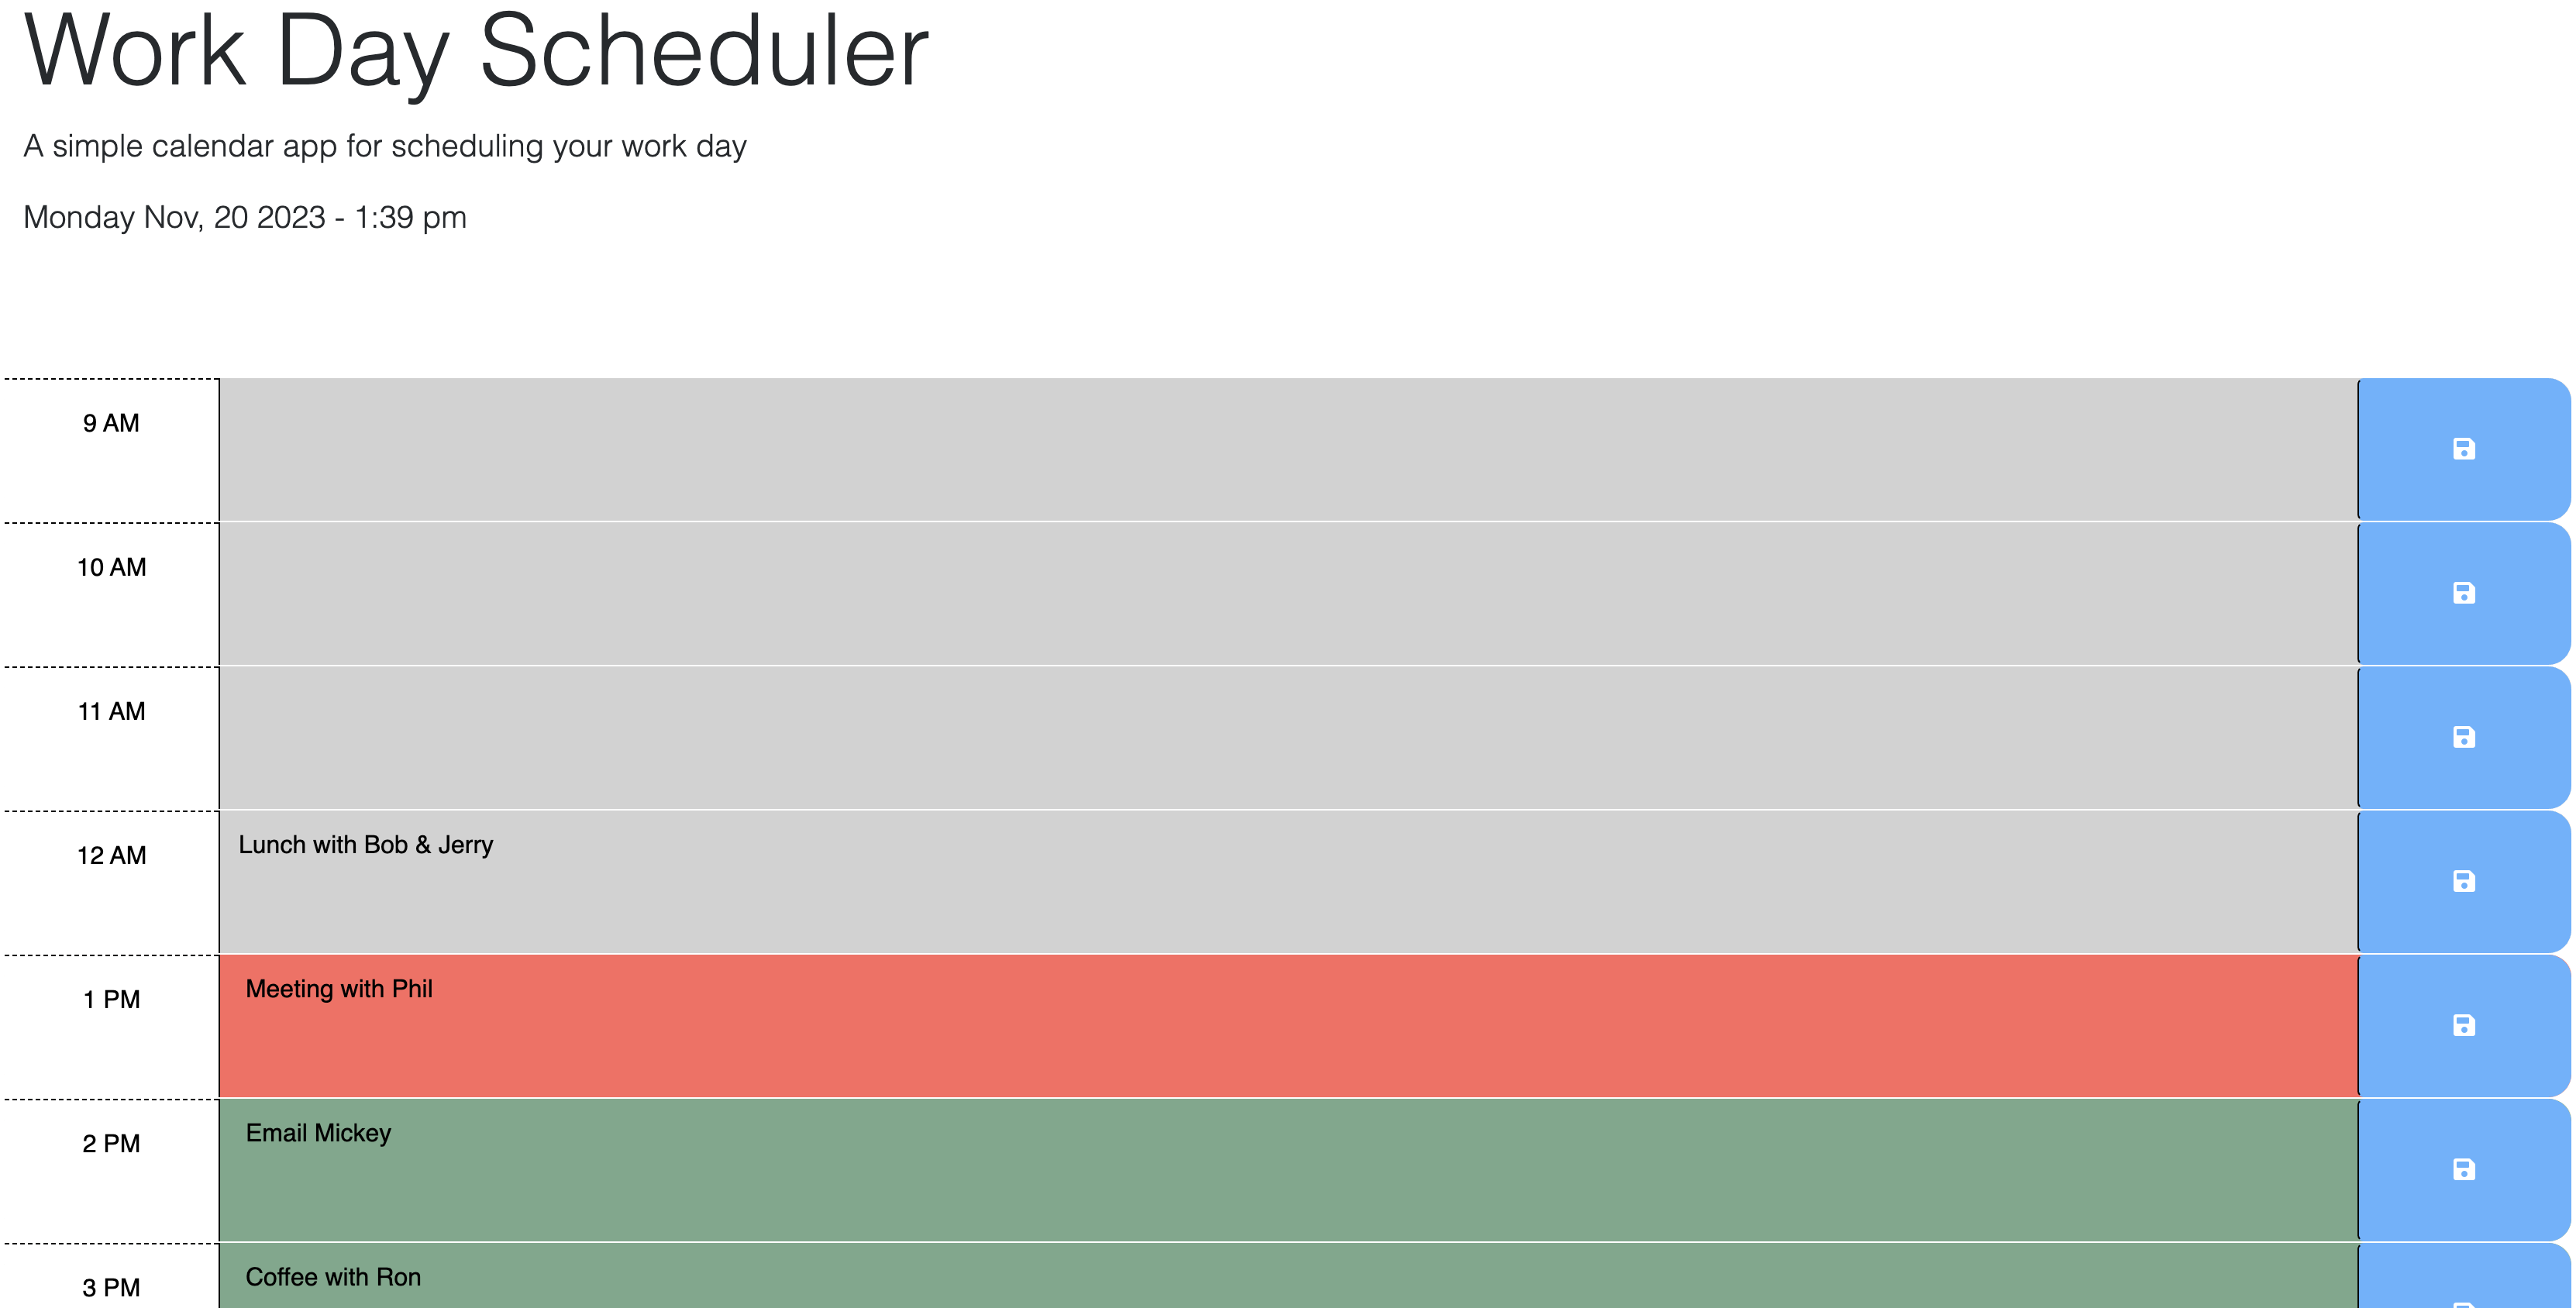 Work Day Scheduler
A simple calendar app for scheduling your work day
Monday Nov, 20 2023 - 1:39 pm
9 AM
10 AM
11 AM
12 AM
Lunch with Bob & Jerry
1 PM
Meeting with Phil
2 PM
Email Mickey
3 PM
Coffee with Ron